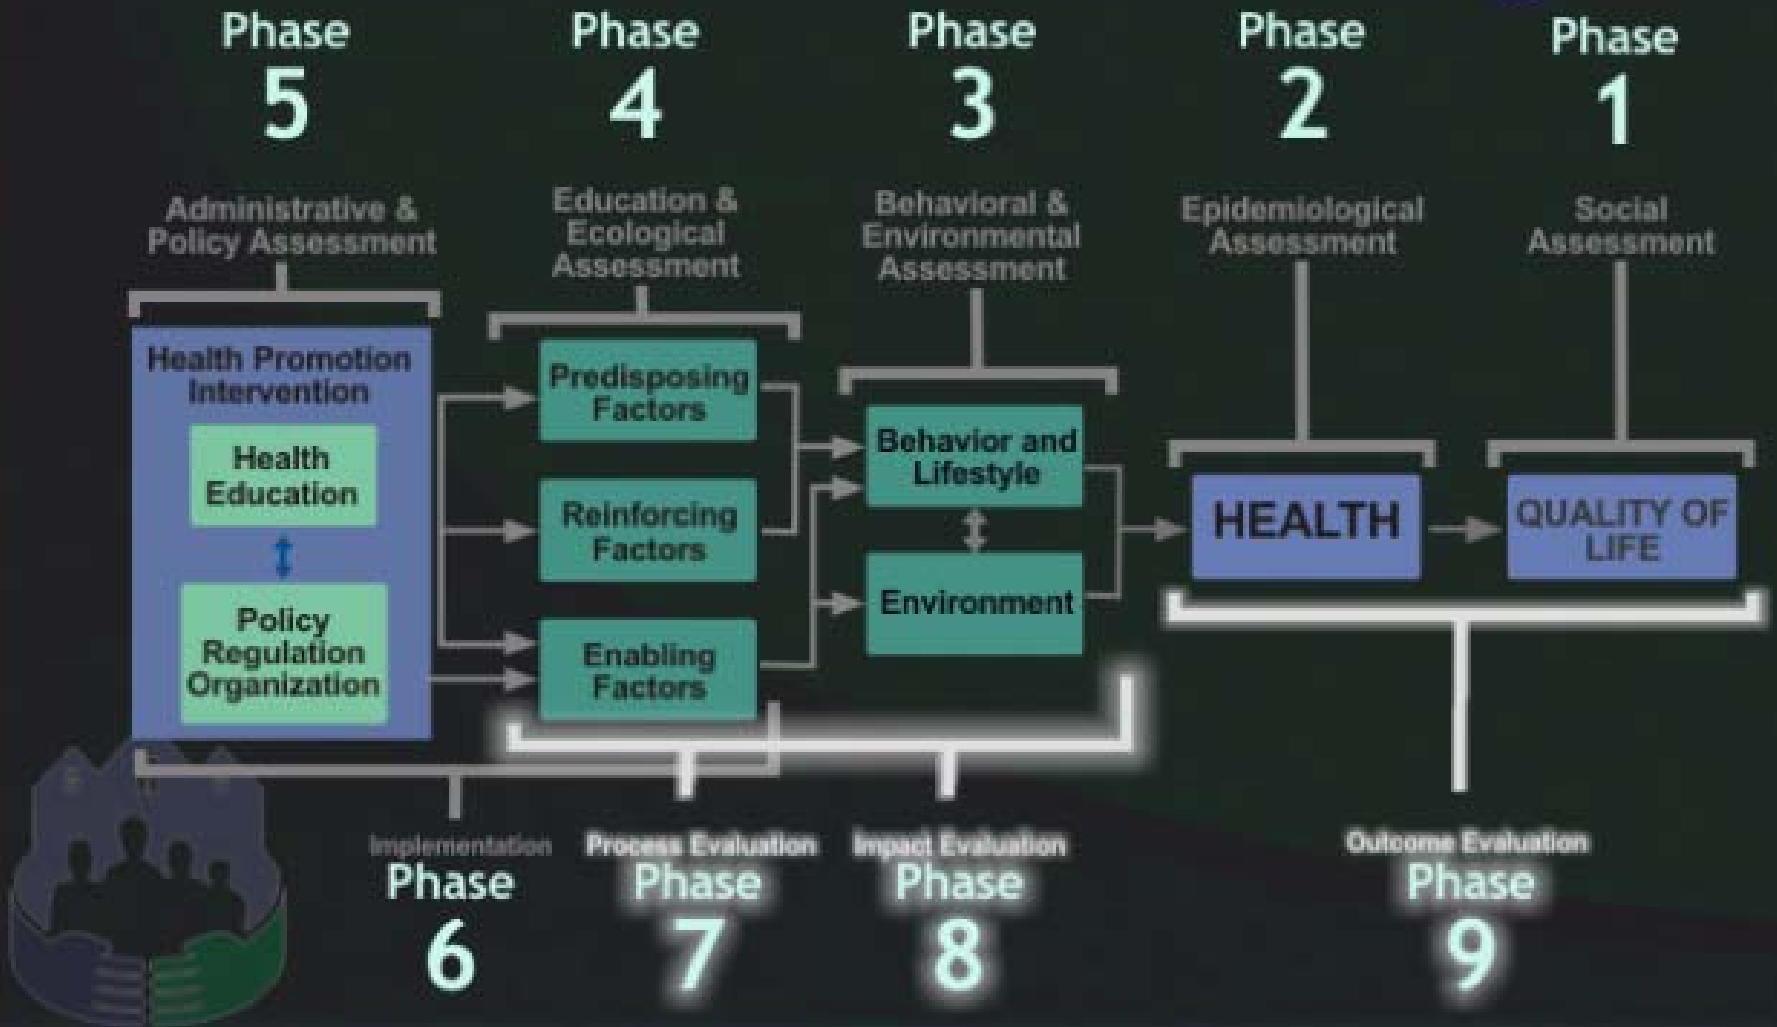 Phase
5
Phase
4
Phase
3
Phase
2
Phase
1
Administrative &
Policy Assessment
Education &
Ecological
Assessment
Behavioral &
Environmental
Assessment
Epidemiological
Assessment
Social
Assessment
Health Promotion
Intervention
Health
Education
Policy
Regulation
Organization
Predisposing
Factors
Reinforcing
Factors
Enabling
Factors
Behavior and
Lifestyle
Environment
HEALTH
QUALITY OF
LIFE
Implementation
Phase
6
Process Evaluation
Phase
7
Impact Evaluation
Phase
8
Outcome Evaluation
Phase
9